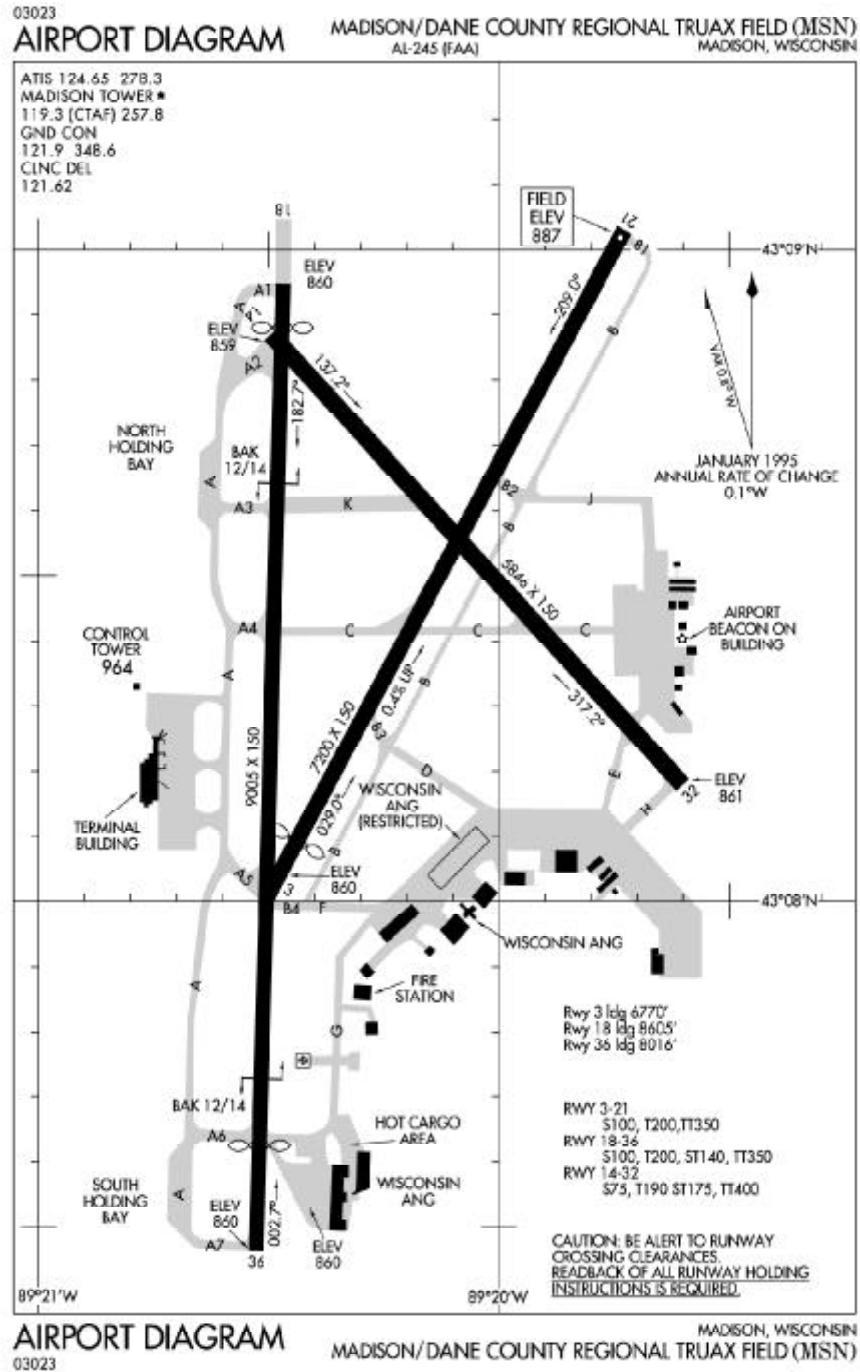 03023
AIRPORT DIAGRAM
MADISON/DANE COUNTY REGIONAL TRUAX FIELD (MSN)
AL-245 (FAA)
MADISON, WISCONSIN
ATIS 124.65 278.3
MADISON TOWER ★
119.3 (CTAF) 257.8
GND CON
121.9 348.6
CLNC DEL
121.62
18
FIELD
ELEV
887
21
18
43°09'N
ELEV
860
A1
A
A1
ELEV
859
A2
137.2°
182.7°
209.0°
B
VAR 0.8° W
JANUARY 1995
ANNUAL RATE OF CHANGE
0.1°W
NORTH
HOLDING
BAY
BAK
12/14
A
A3
K
B2
J
B
5846 X 150
AIRPORT
BEACON ON
BUILDING
CONTROL
TOWER
964
A4
C
C
C
A
B
0.4% UP
317.2°
9005 X 150
7200 X 150
B3
D
E
H
32
ELEV
861
TERMINAL
BUILDING
WISCONSIN
ANG
(RESTRICTED)
029.0°
B
A5
3
ELEV
860
B4
F
43°08'N
WISCONSIN ANG
A
FIRE
STATION
G
Rwy 3 ldg 6770'
Rwy 18 ldg 8605'
Rwy 36 ldg 8016'
BAK 12/14
A6
HOT CARGO
AREA
RWY 3-21
S100, T200,TT350
RWY 18-36
S100, T200, ST140, TT350
RWY 14-32
S75, T190 ST175, TT400
SOUTH
HOLDING
BAY
A
WISCONSIN
ANG
ELEV
860
002.7°
A7
36
ELEV
860
CAUTION: BE ALERT TO RUNWAY
CROSSING CLEARANCES.
READBACK OF ALL RUNWAY HOLDING
INSTRUCTIONS IS REQUIRED.
89°21'W
89°20'W
AIRPORT DIAGRAM
03023
MADISON, WISCONSIN
MADISON/DANE COUNTY REGIONAL TRUAX FIELD (MSN)